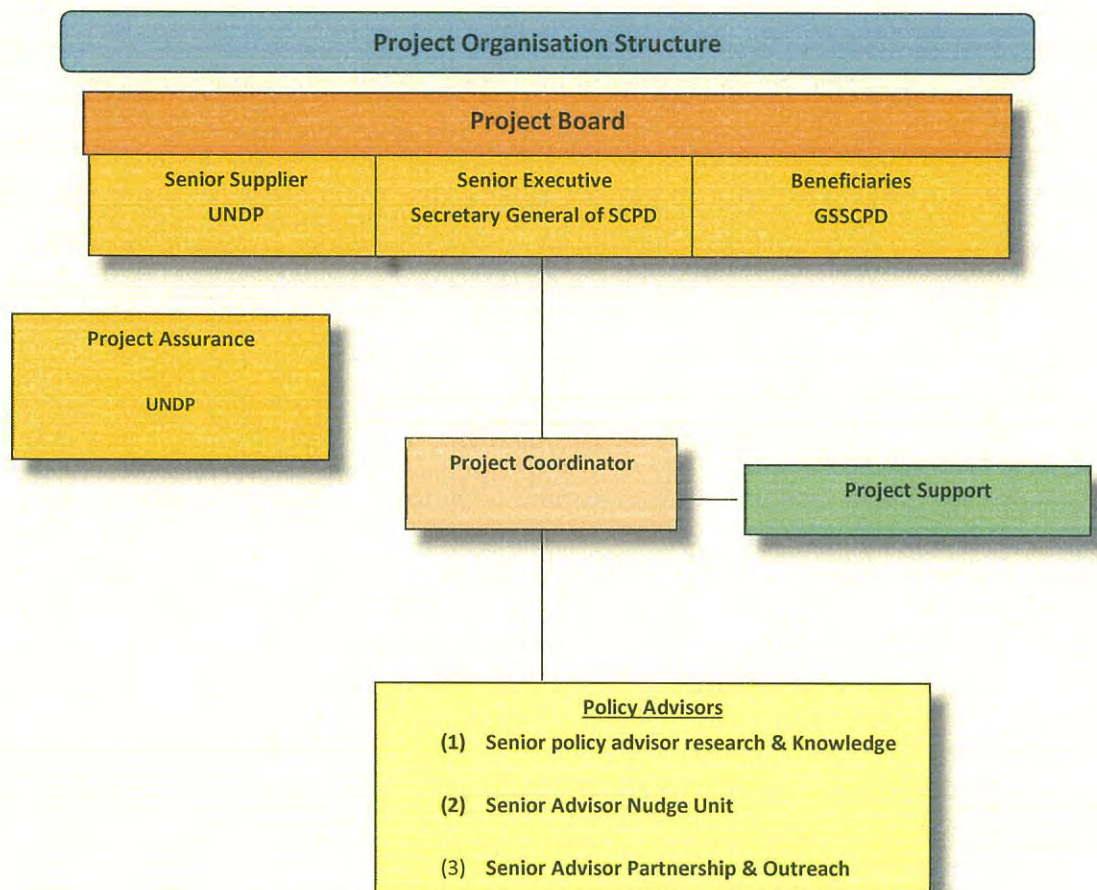 Project Organisation Structure
Project Board
Senior Supplier
UNDP
Senior Executive
Secretary General of SCPD
Beneficiaries
GSSCPD
Project Assurance
UNDP
Project Coordinator
Project Support
Policy Advisors
(1) Senior policy advisor research & Knowledge
(2) Senior Advisor Nudge Unit
(3) Senior Advisor Partnership & Outreach